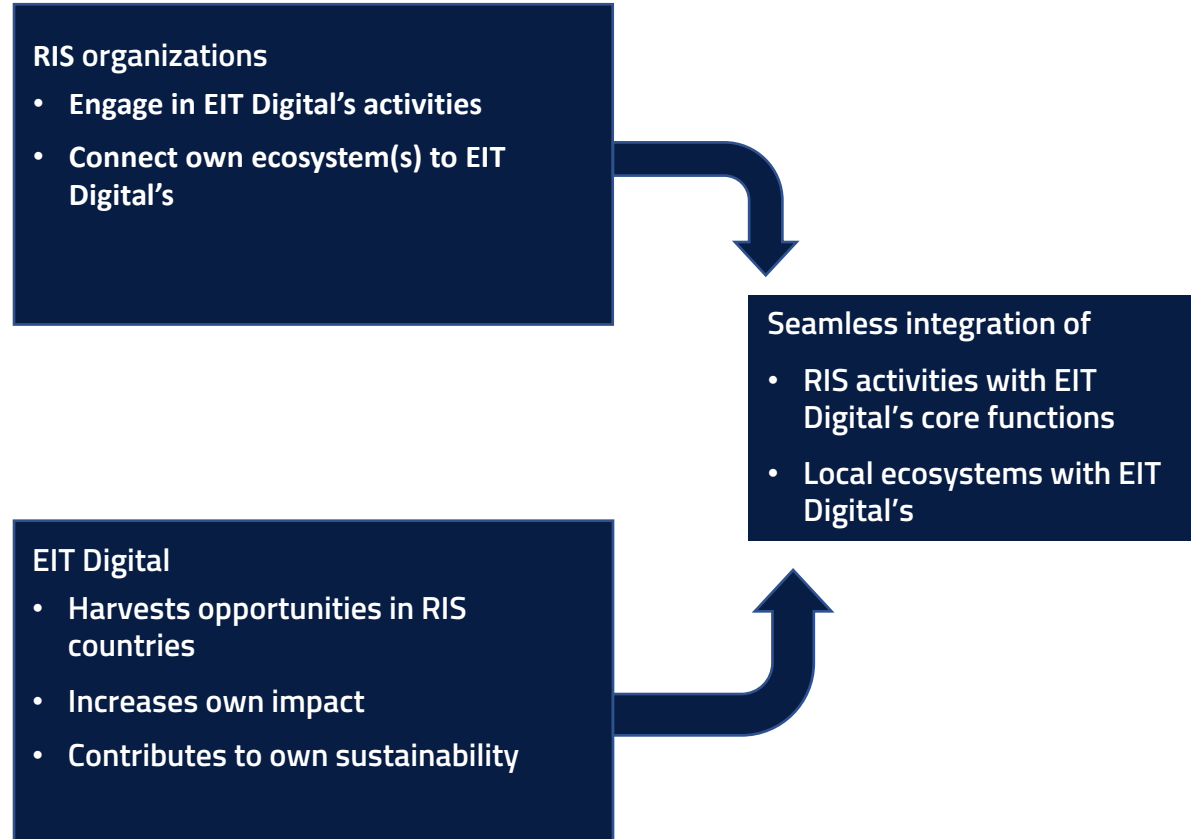 RIS organizations
• Engage in EIT Digital’s activities
• Connect own ecosystem(s) to EIT
Digital’s
Seamless integration of
• RIS activities with EIT
Digital’s core functions
• Local ecosystems with EIT
Digital’s
EIT Digital
• Harvests opportunities in RIS
countries
• Increases own impact
• Contributes to own sustainability